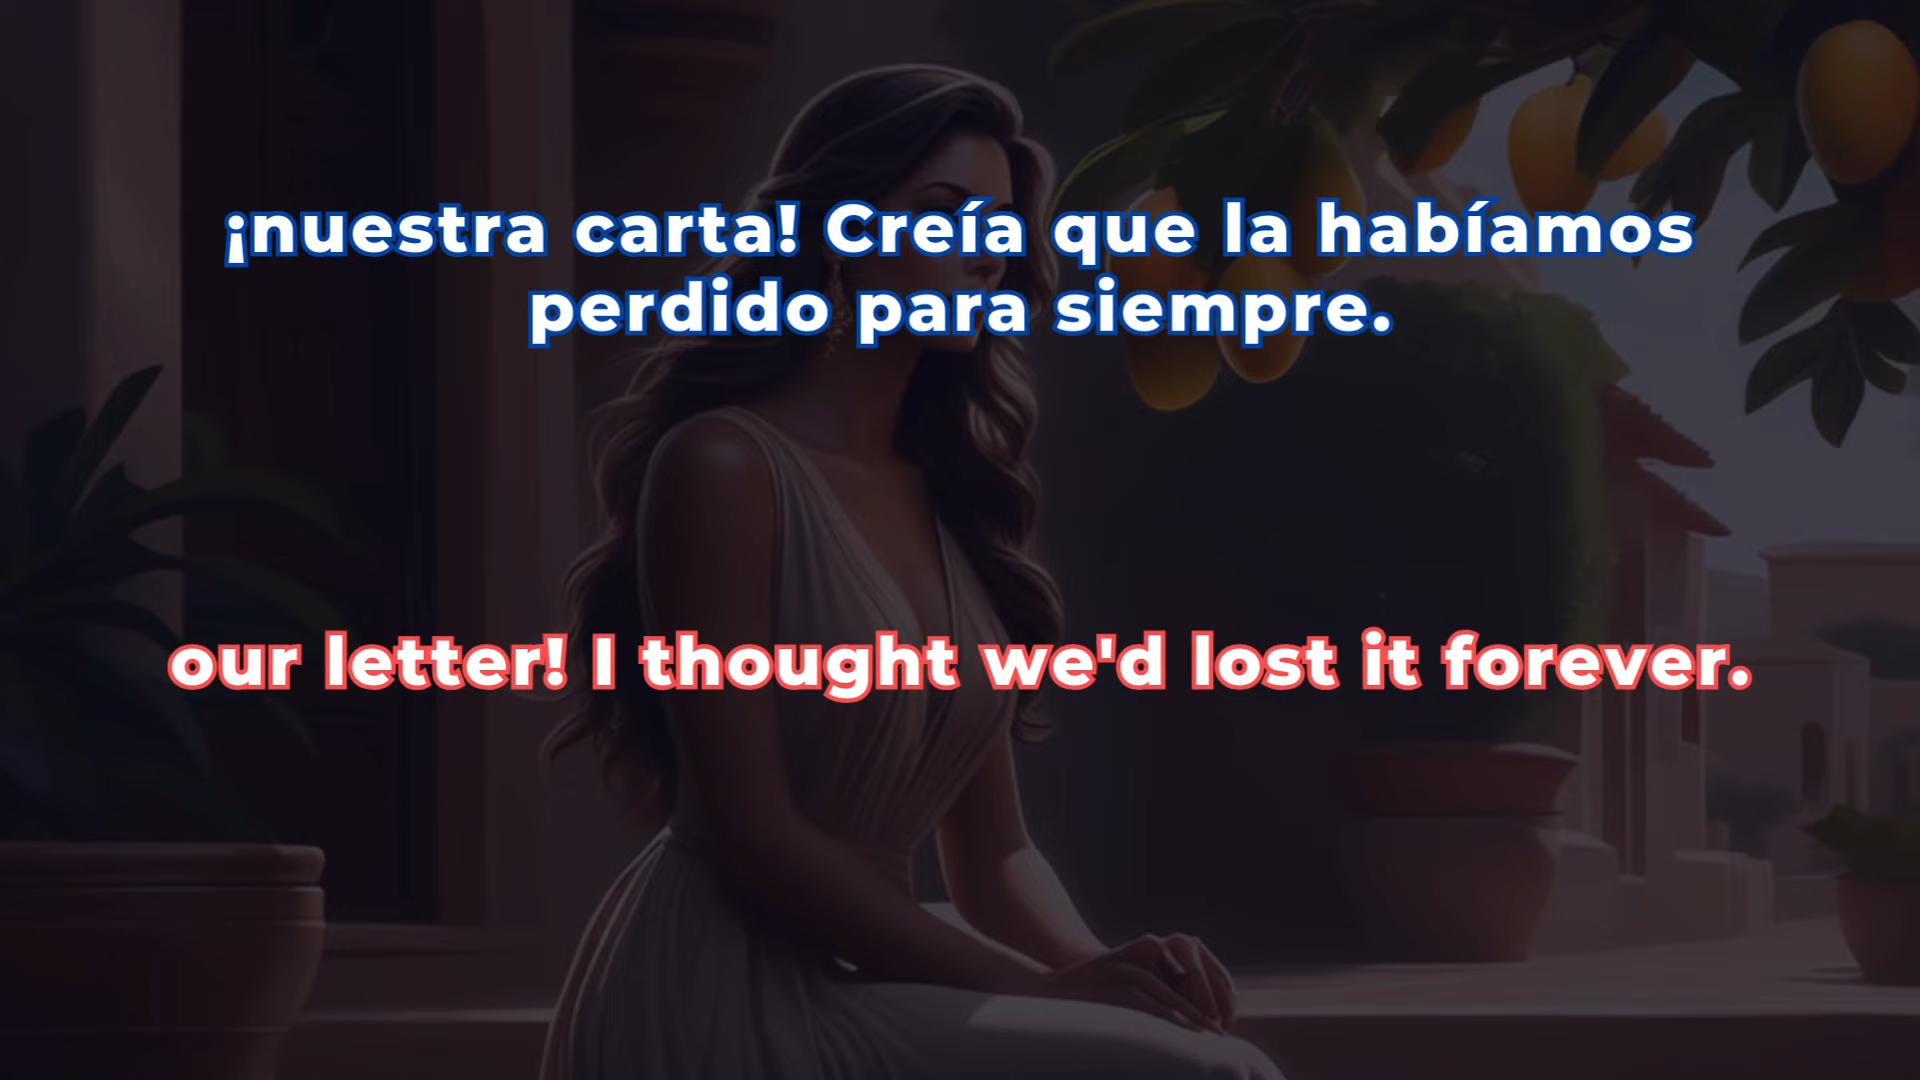 ¡nuestra carta! Creía que la habíamos
perdido para siempre.
our letter! I thought we'd lost it forever.